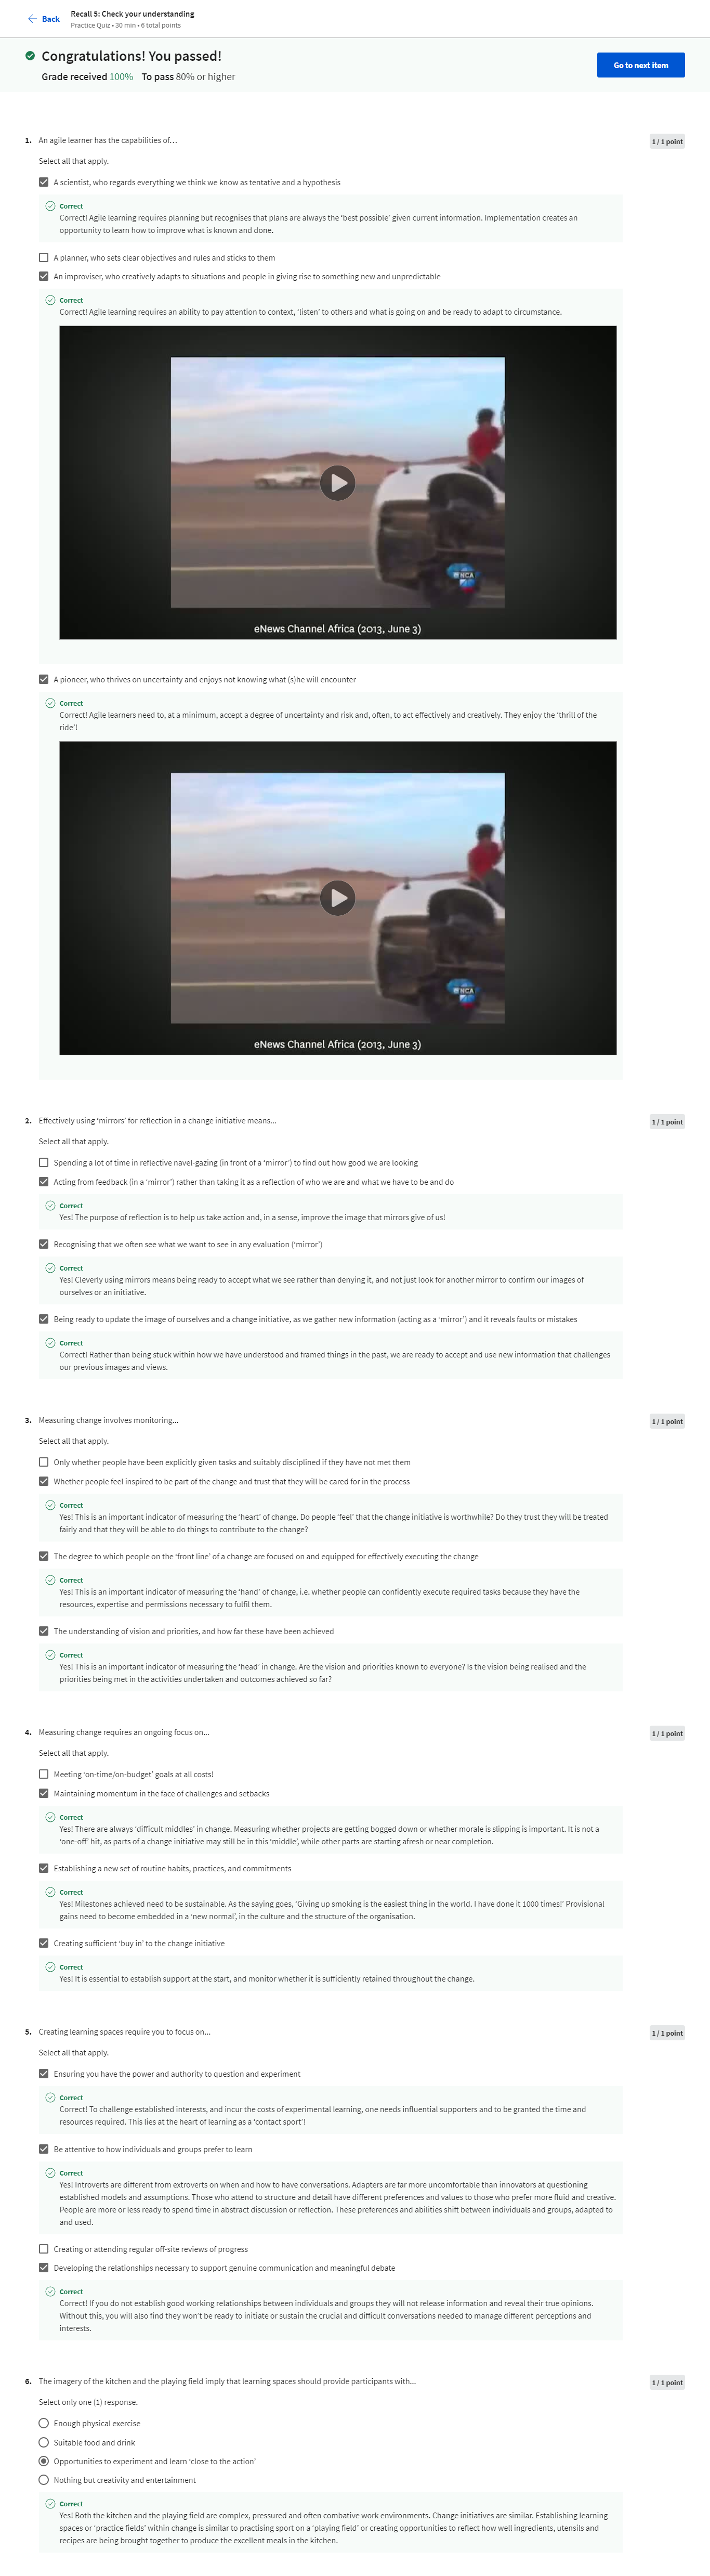 Back
Recall 5: Check your understanding
Practice Quiz • 30 min • 6 total points
Congratulations! You passed!
Grade received 100% To pass 80% or higher
Go to next item
1. An agile learner has the capabilities of…
1 / 1 point
Select all that apply.
A scientist, who regards everything we think we know as tentative and a hypothesis
Correct
Correct! Agile learning requires planning but recognises that plans are always the ‘best possible’ given current information. Implementation creates an
opportunity to learn how to improve what is known and done.
A planner, who sets clear objectives and rules and sticks to them
An improviser, who creatively adapts to situations and people in giving rise to something new and unpredictable
Correct
Correct! Agile learning requires an ability to pay attention to context, ‘listen’ to others and what is going on and be ready to adapt to circumstance.
eNCA
eNews Channel Africa (2013, June 3)
A pioneer, who thrives on uncertainty and enjoys not knowing what (s)he will encounter
Correct
Correct! Agile learners need to, at a minimum, accept a degree of uncertainty and risk and, often, to act effectively and creatively. They enjoy the ‘thrill of the
ride’!
eNCA
eNews Channel Africa (2013, June 3)
2. Effectively using ‘mirrors’ for reflection in a change initiative means...
1 / 1 point
Select all that apply.
Spending a lot of time in reflective navel-gazing (in front of a ‘mirror’) to find out how good we are looking
Acting from feedback (in a ‘mirror’) rather than taking it as a reflection of who we are and what we have to be and do
Correct
Yes! The purpose of reflection is to help us take action and, in a sense, improve the image that mirrors give of us!
Recognising that we often see what we want to see in any evaluation (‘mirror’)
Correct
Yes! Cleverly using mirrors means being ready to accept what we see rather than denying it, and not just look for another mirror to confirm our images of
ourselves or an initiative.
Being ready to update the image of ourselves and a change initiative, as we gather new information (acting as a ‘mirror’) and it reveals faults or mistakes
Correct
Correct! Rather than being stuck within how we have understood and framed things in the past, we are ready to accept and use new information that challenges
our previous images and views.
3. Measuring change involves monitoring...
1 / 1 point
Select all that apply.
Only whether people have been explicitly given tasks and suitably disciplined if they have not met them
Whether people feel inspired to be part of the change and trust that they will be cared for in the process
Correct
Yes! This is an important indicator of measuring the ‘heart’ of change. Do people ‘feel’ that the change initiative is worthwhile? Do they trust they will be treated
fairly and that they will be able to do things to contribute to the change?
The degree to which people on the ‘front line’ of a change are focused on and equipped for effectively executing the change
Correct
Yes! This is an important indicator of measuring the ‘hand’ of change, i.e. whether people can confidently execute required tasks because they have the
resources, expertise and permissions necessary to fulfil them.
The understanding of vision and priorities, and how far these have been achieved
Correct
Yes! This is an important indicator of measuring the ‘head’ in change. Are the vision and priorities known to everyone? Is the vision being realised and the
priorities being met in the activities undertaken and outcomes achieved so far?
4. Measuring change requires an ongoing focus on...
1 / 1 point
Select all that apply.
Meeting ‘on-time/on-budget’ goals at all costs!
Maintaining momentum in the face of challenges and setbacks
Correct
Yes! There are always ‘difficult middles’ in change. Measuring whether projects are getting bogged down or whether morale is slipping is important. It is not a
‘one-off’ hit, as parts of a change initiative may still be in this ‘middle’, while other parts are starting afresh or near completion.
Establishing a new set of routine habits, practices, and commitments
Correct
Yes! Milestones achieved need to be sustainable. As the saying goes, ‘Giving up smoking is the easiest thing in the world. I have done it 1000 times!’ Provisional
gains need to become embedded in a ‘new normal’, in the culture and the structure of the organisation.
Creating sufficient ‘buy in’ to the change initiative
Correct
Yes! It is essential to establish support at the start, and monitor whether it is sufficiently retained throughout the change.
5. Creating learning spaces require you to focus on...
1 / 1 point
Select all that apply.
Ensuring you have the power and authority to question and experiment
Correct
Correct! To challenge established interests, and incur the costs of experimental learning, one needs influential supporters and to be granted the time and
resources required. This lies at the heart of learning as a ‘contact sport’!
Be attentive to how individuals and groups prefer to learn
Correct
Yes! Introverts are different from extroverts on when and how to have conversations. Adapters are far more uncomfortable than innovators at questioning
established models and assumptions. Those who attend to structure and detail have different preferences and values to those who prefer more fluid and creative.
People are more or less ready to spend time in abstract discussion or reflection. These preferences and abilities shift between individuals and groups, adapted to
and used.
Creating or attending regular off-site reviews of progress
Developing the relationships necessary to support genuine communication and meaningful debate
Correct
Correct! If you do not establish good working relationships between individuals and groups they will not release information and reveal their true opinions.
Without this, you will also find they won’t be ready to initiate or sustain the crucial and difficult conversations needed to manage different perceptions and
interests.
6. The imagery of the kitchen and the playing field imply that learning spaces should provide participants with...
1 / 1 point
Select only one (1) response.
Enough physical exercise
Suitable food and drink
Opportunities to experiment and learn ‘close to the action’
Nothing but creativity and entertainment
Correct
Yes! Both the kitchen and the playing field are complex, pressured and often combative work environments. Change initiatives are similar. Establishing learning
spaces or ‘practice fields’ within change is similar to practising sport on a ‘playing field’ or creating opportunities to reflect how well ingredients, utensils and
recipes are being brought together to produce the excellent meals in the kitchen.